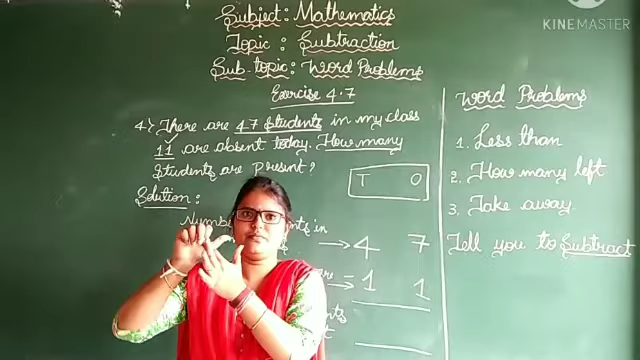 Subject: Mathematics
Topic: Subtraction
Sub-topic: Word Problems
Exercise 4.7
4) There are 47 students in my class
11 are absent today. How many
students are present?
Solution:
T O
→ 4 7
→ 1 1
Word Problems
1. Less than
2. How many left
3. Take away
Tell you to Subtract
KINEMASTER